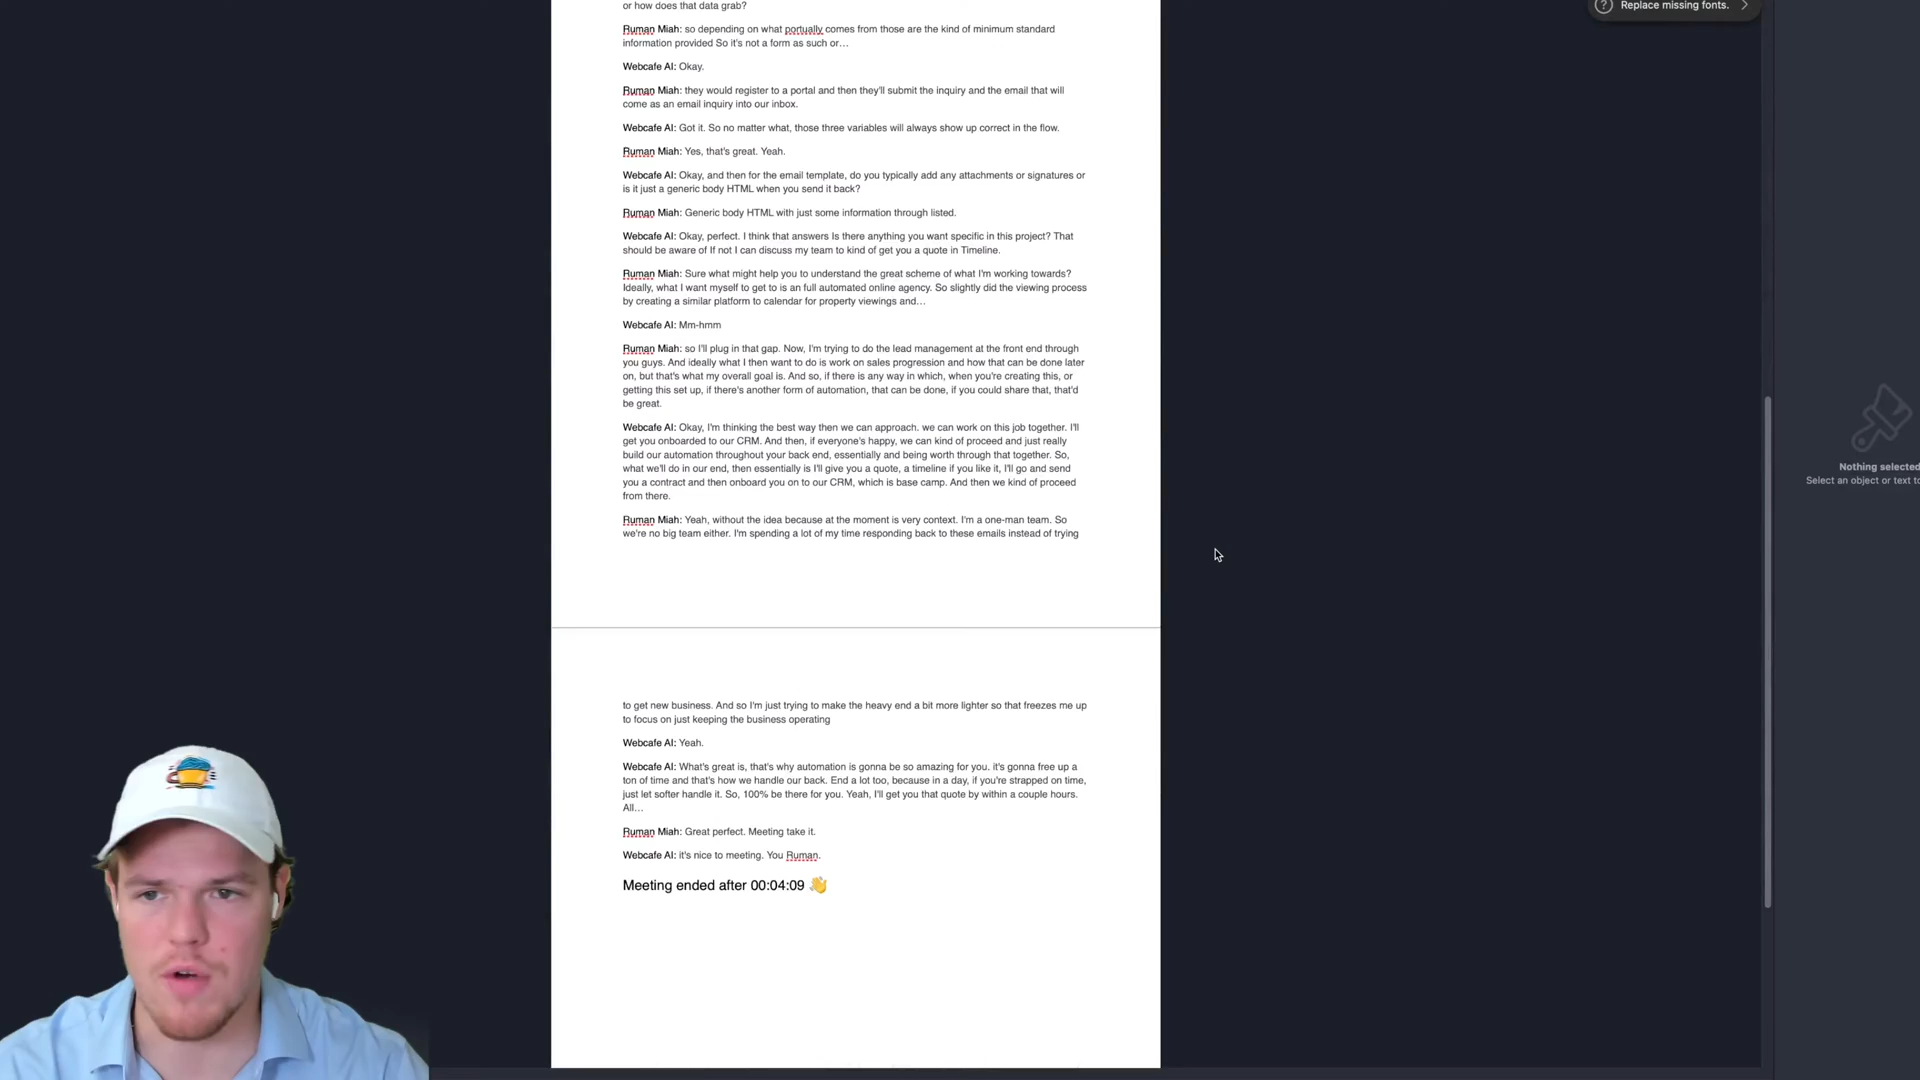 or how does that data grab?
Replace missing fonts.
Ruman Miah: so depending on what portually comes from those are the kind of minimum standard
information provided So it's not a form as such or…
Webcafe AI: Okay.
Ruman Miah: they would register to a portal and then they'll submit the inquiry and the email that will
come as an email inquiry into our inbox.
Webcafe AI: Got it. So no matter what, those three variables will always show up correct in the flow.
Ruman Miah: Yes, that's great. Yeah.
Webcafe AI: Okay, and then for the email template, do you typically add any attachments or signatures or
is it just a generic body HTML when you send it back?
Ruman Miah: Generic body HTML with just some information through listed.
Webcafe AI: Okay, perfect. I think that answers Is there anything you want specific in this project? That
should be aware of If not I can discuss my team to kind of get you a quote in Timeline.
Ruman Miah: Sure what might help you to understand the great scheme of what I'm working towards?
Ideally, what I want myself to get to is an full automated online agency. So slightly did the viewing process
by creating a similar platform to calendar for property viewings and…
Webcafe AI: Mm-hmm
Ruman Miah: so I'll plug in that gap. Now, I'm trying to do the lead management at the front end through
you guys. And ideally what I then want to do is work on sales progression and how that can be done later
on, but that's what my overall goal is. And so, if there is any way in which, when you're creating this, or
getting this set up, if there's another form of automation, that can be done, if you could share that, that'd
be great.
Webcafe AI: Okay, I'm thinking the best way then we can approach. we can work on this job together. I'll
get you onboarded to our CRM. And then, if everyone's happy, we can kind of proceed and just really
build our automation throughout your back end, essentially and being worth through that together. So,
what we'll do in our end, then essentially is I'll give you a quote, a timeline if you like it, I'll go and send
you a contract and then onboard you on to our CRM, which is base camp. And then we kind of proceed
from there.
Ruman Miah: Yeah, without the idea because at the moment is very context. I'm a one-man team. So
we're no big team either. I'm spending a lot of my time responding back to these emails instead of trying
Nothing selected
Select an object or text to
to get new business. And so I'm just trying to make the heavy end a bit more lighter so that freezes me up
to focus on just keeping the business operating
Webcafe AI: Yeah.
Webcafe AI: What's great is, that's why automation is gonna be so amazing for you. it's gonna free up a
ton of time and that's how we handle our back. End a lot too, because in a day, if you're strapped on time,
just let softer handle it. So, 100% be there for you. Yeah, I'll get you that quote by within a couple hours.
All…
Ruman Miah: Great perfect. Meeting take it.
Webcafe AI: it's nice to meeting. You Ruman.
Meeting ended after 00:04:09 👋